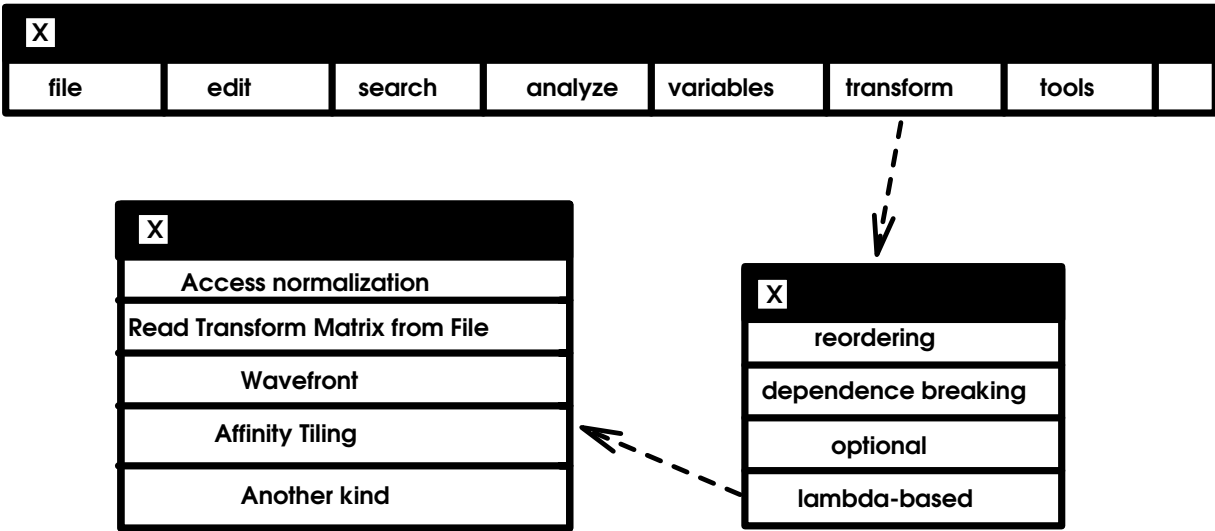 X
file edit search analyze variables transform tools
X
Access normalization
Read Transform Matrix from File
Wavefront
Affinity Tiling
Another kind
X
reordering
dependence breaking
optional
lambda-based